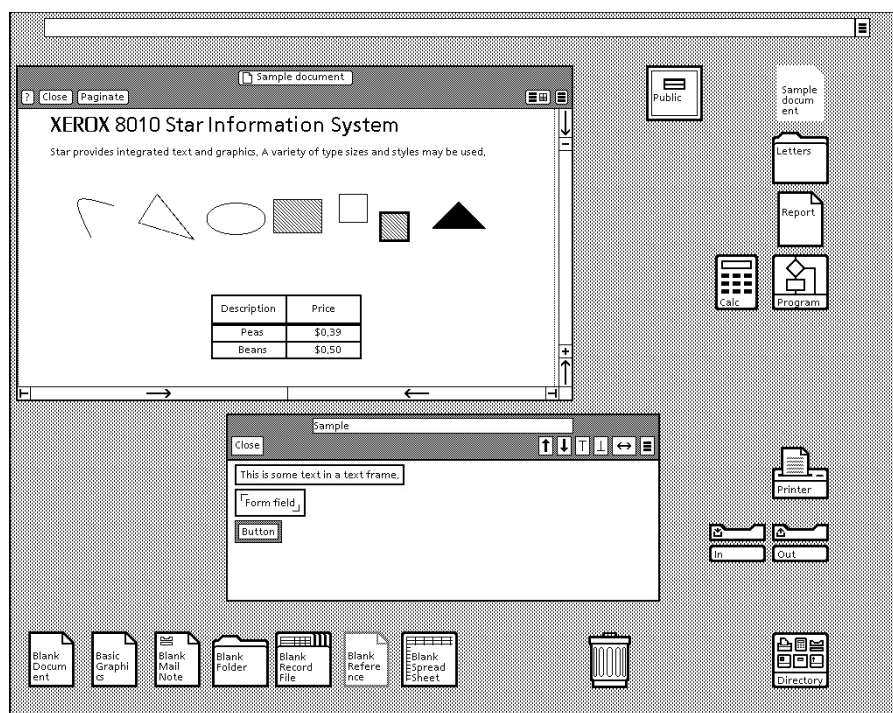 Sample document
? Close Paginate
XEROX 8010 Star Information System
Star provides integrated text and graphics. A variety of type sizes and styles may be used.
Description Price
Peas $0.39
Beans $0.50
Public
Sample
docum
ent
Letters
Report
Calc
Program
Sample
Close
This is some text in a text frame.
Form field
Button
Printer
In
Out
Blank
Docum
ent
Basic
Graphi
cs
Blank
Mail
Note
Blank
Folder
Blank
Record
File
Blank
Refere
nce
Blank
Spread
Sheet
Directory